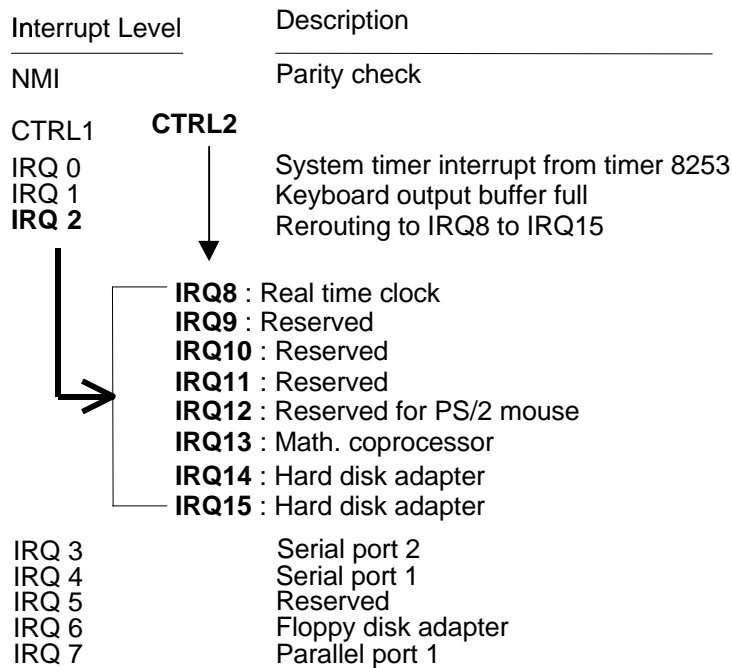 Interrupt Level Description
NMI Parity check
CTRL1 CTRL2
IRQ 0 System timer interrupt from timer 8253
IRQ 1 Keyboard output buffer full
IRQ 2 Rerouting to IRQ8 to IRQ15
IRQ8 : Real time clock
IRQ9 : Reserved
IRQ10 : Reserved
IRQ11 : Reserved
IRQ12 : Reserved for PS/2 mouse
IRQ13 : Math. coprocessor
IRQ14 : Hard disk adapter
IRQ15 : Hard disk adapter
IRQ 3 Serial port 2
IRQ 4 Serial port 1
IRQ 5 Reserved
IRQ 6 Floppy disk adapter
IRQ 7 Parallel port 1